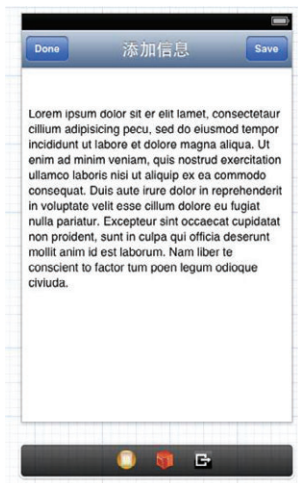 Done 添加信息 Save
Lorem ipsum dolor sit er elit lamet, consectetaur
cillium adipisicing pecu, sed do eiusmod tempor
incididunt ut labore et dolore magna aliqua. Ut
enim ad minim veniam, quis nostrud exercitation
ullamco laboris nisi ut aliquip ex ea commodo
consequat. Duis aute irure dolor in reprehenderit
in voluptate velit esse cillum dolore eu fugiat
nulla pariatur. Excepteur sint occaecat cupidatat
non proident, sunt in culpa qui officia deserunt
mollit anim id est laborum. Nam liber te
conscient to factor tum poen legum odioque
civiuda.